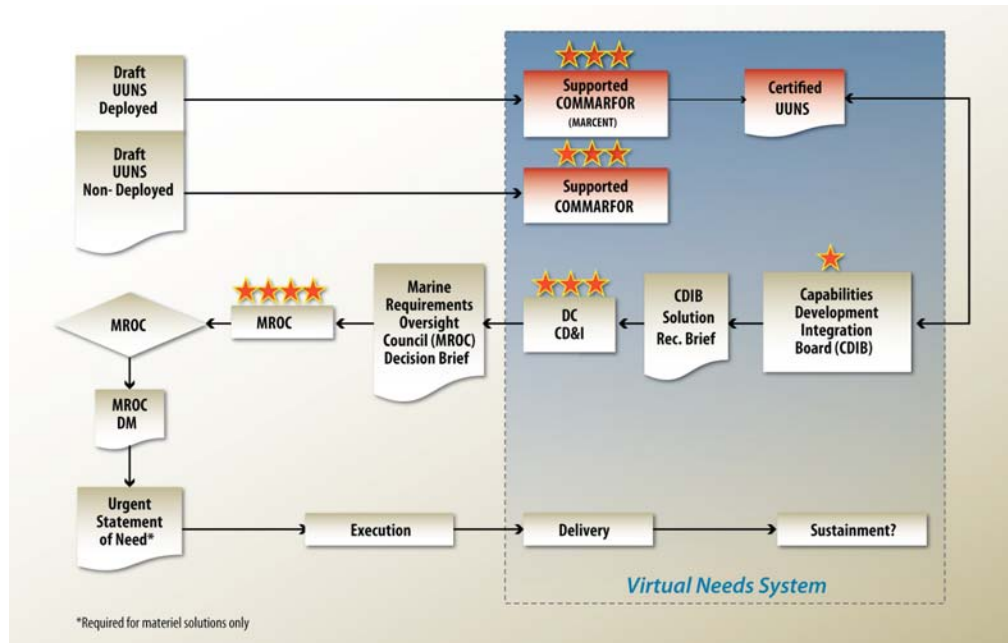 Draft
UUNS
Deployed
Supported
COMMARFOR
(MARCENT)
Certified
UUNS
Draft
UUNS
Non- Deployed
Supported
COMMARFOR
MROC
MROC
Marine
Requirements
Oversight
Council (MROC)
Decision Brief
DC
CD&I
CDIB
Solution
Rec. Brief
Capabilities
Development
Integration
Board (CDIB)
MROC
DM
Urgent
Statement
of Need*
Execution
Delivery
Sustainment?
Virtual Needs System
*Required for materiel solutions only